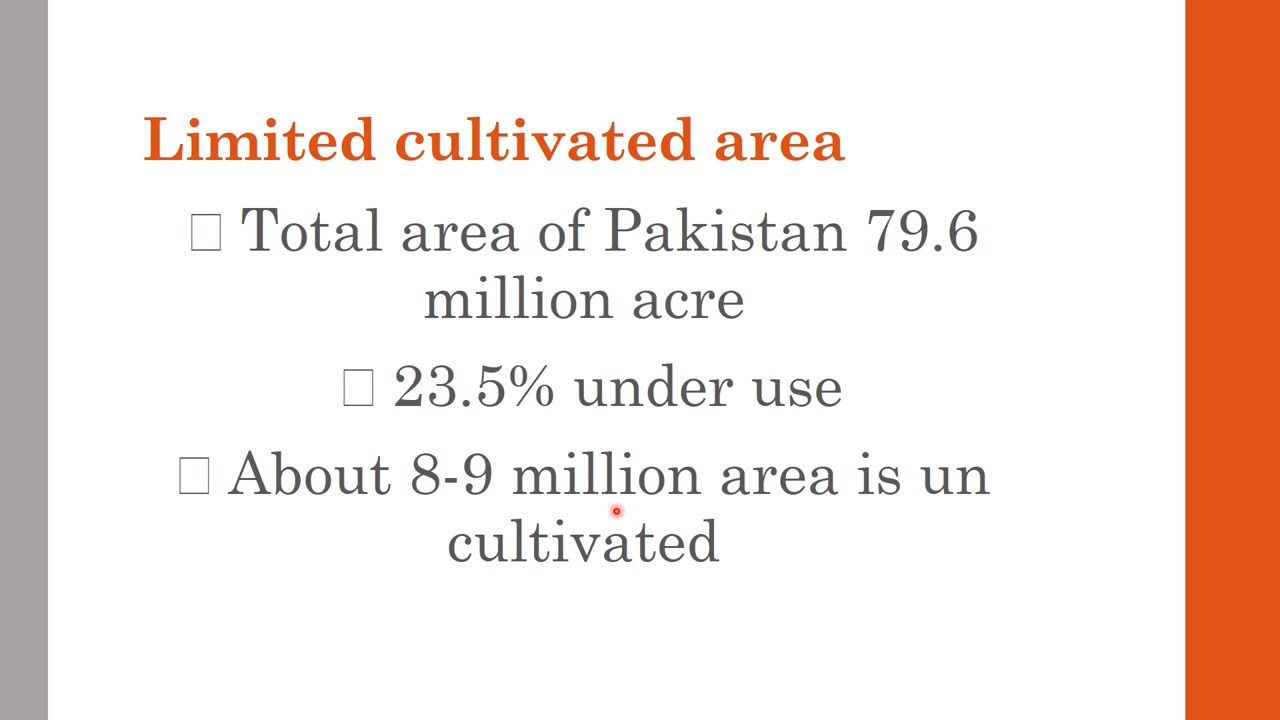 Limited cultivated area
□ Total area of Pakistan 79.6
million acre
□ 23.5% under use
□ About 8-9 million area is un
cultivated